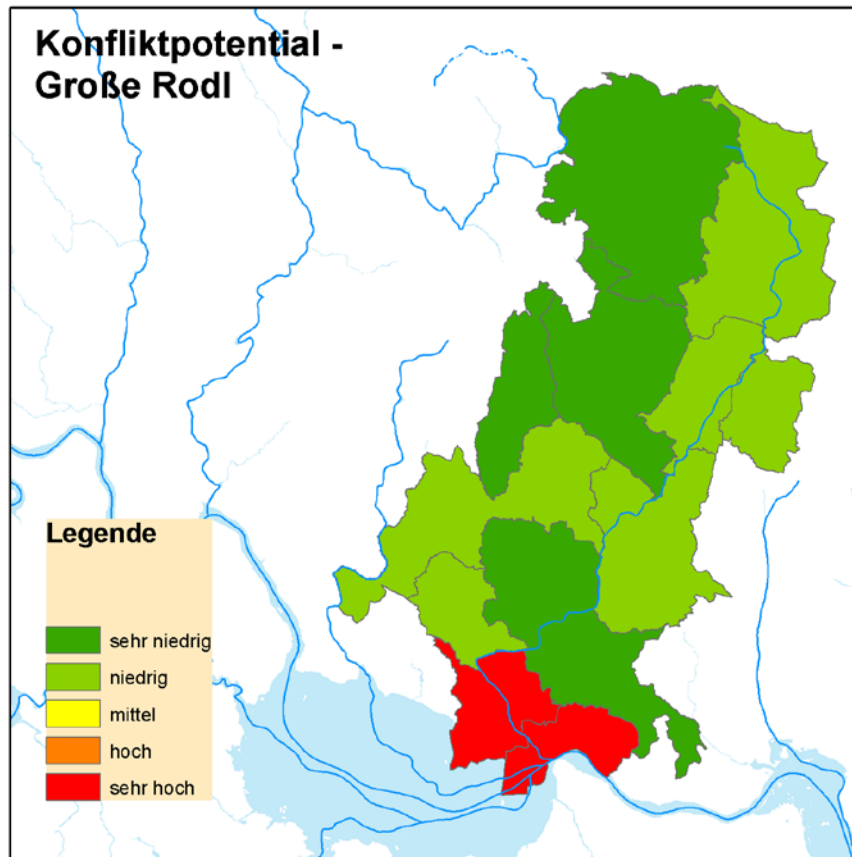 Konfliktpotential -
Große Rodl
Legende
sehr niedrig
niedrig
mittel
hoch
sehr hoch